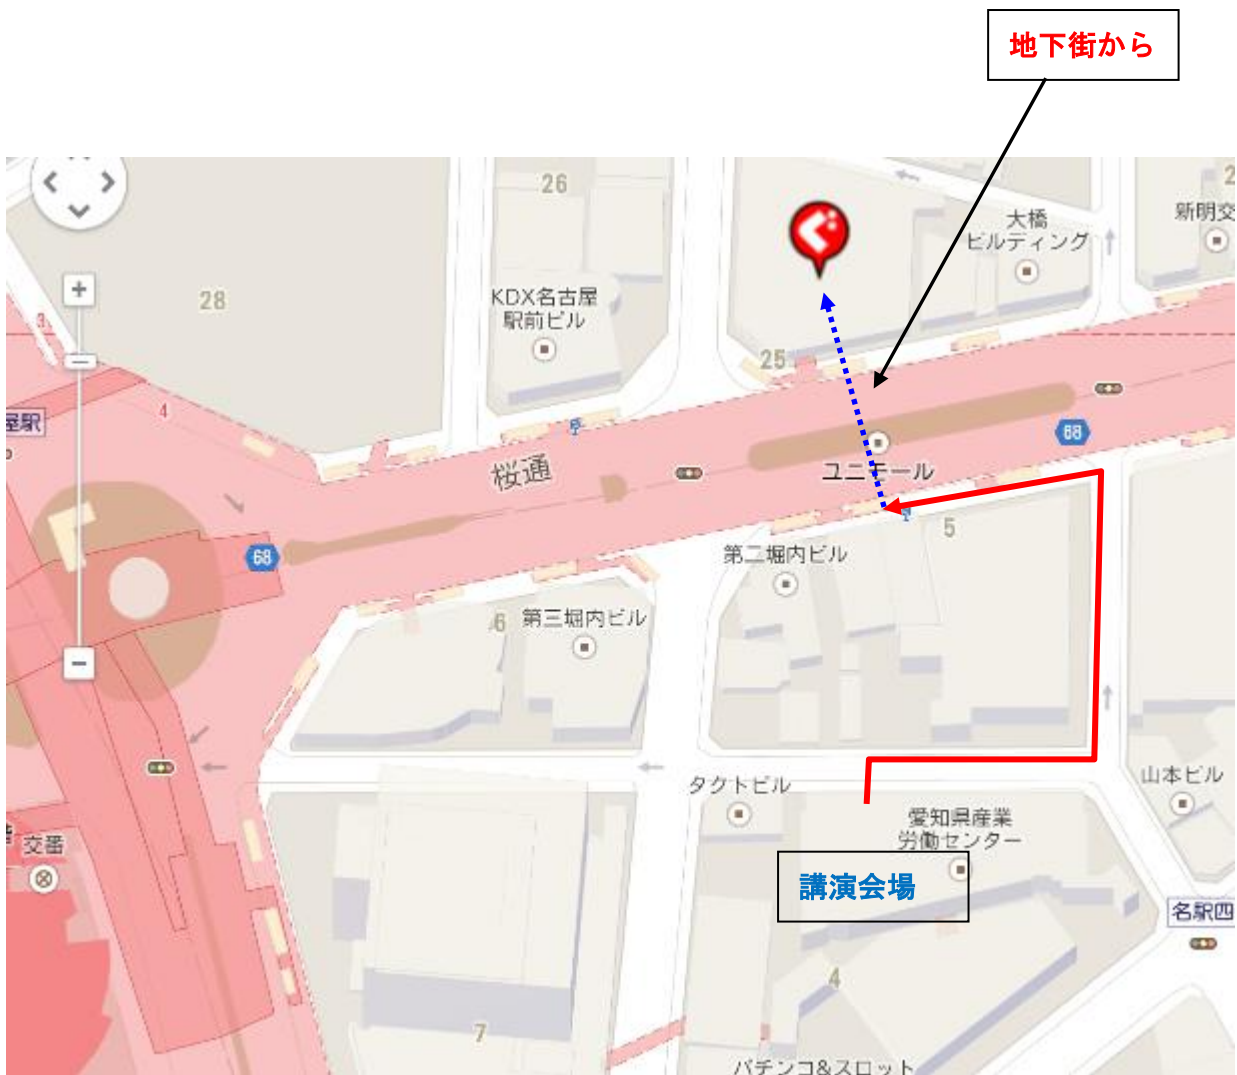 地下街から
26
2
新明交
大橋
ビルディング
く
28
KDX名古屋
駅前ビル
3
25
4
屋駅
68
桜通
ユニモール
68
5
第二堀内ビル
6
第三堀内ビル
タクトビル
山本ビル
愛知県産業
労働センター
交番
講演会場
名駅四
4
7
パチンコ&スロット